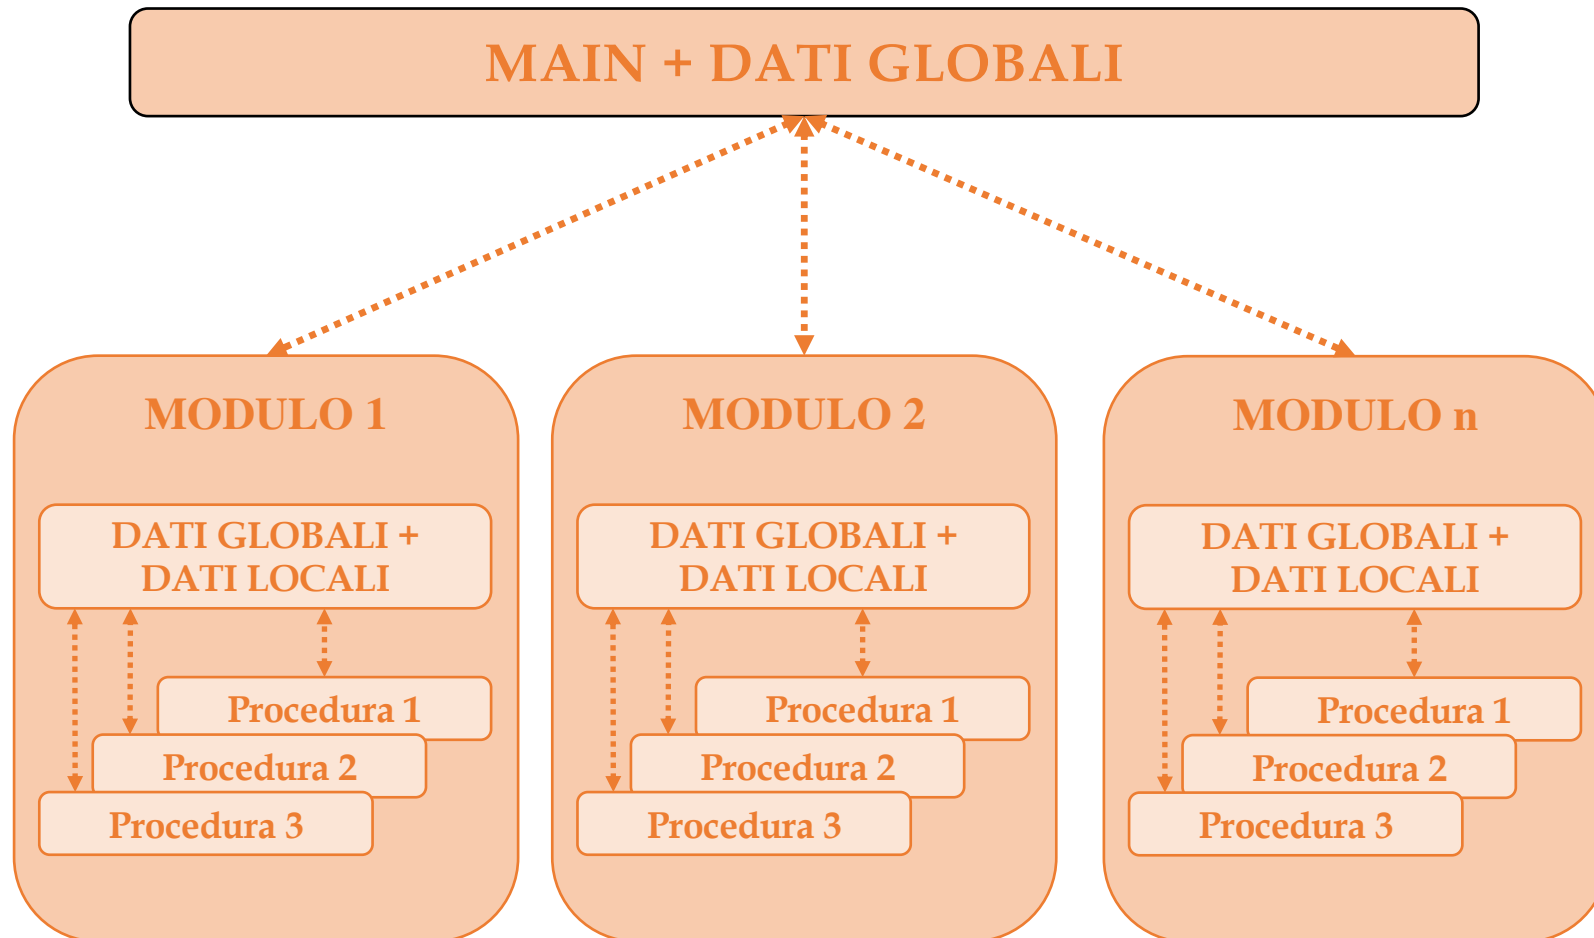 MAIN + DATI GLOBALI
MODULO 1
DATI GLOBALI +
DATI LOCALI
Procedura 1
Procedura 2
Procedura 3
MODULO 2
DATI GLOBALI +
DATI LOCALI
Procedura 1
Procedura 2
Procedura 3
MODULO n
DATI GLOBALI +
DATI LOCALI
Procedura 1
Procedura 2
Procedura 3